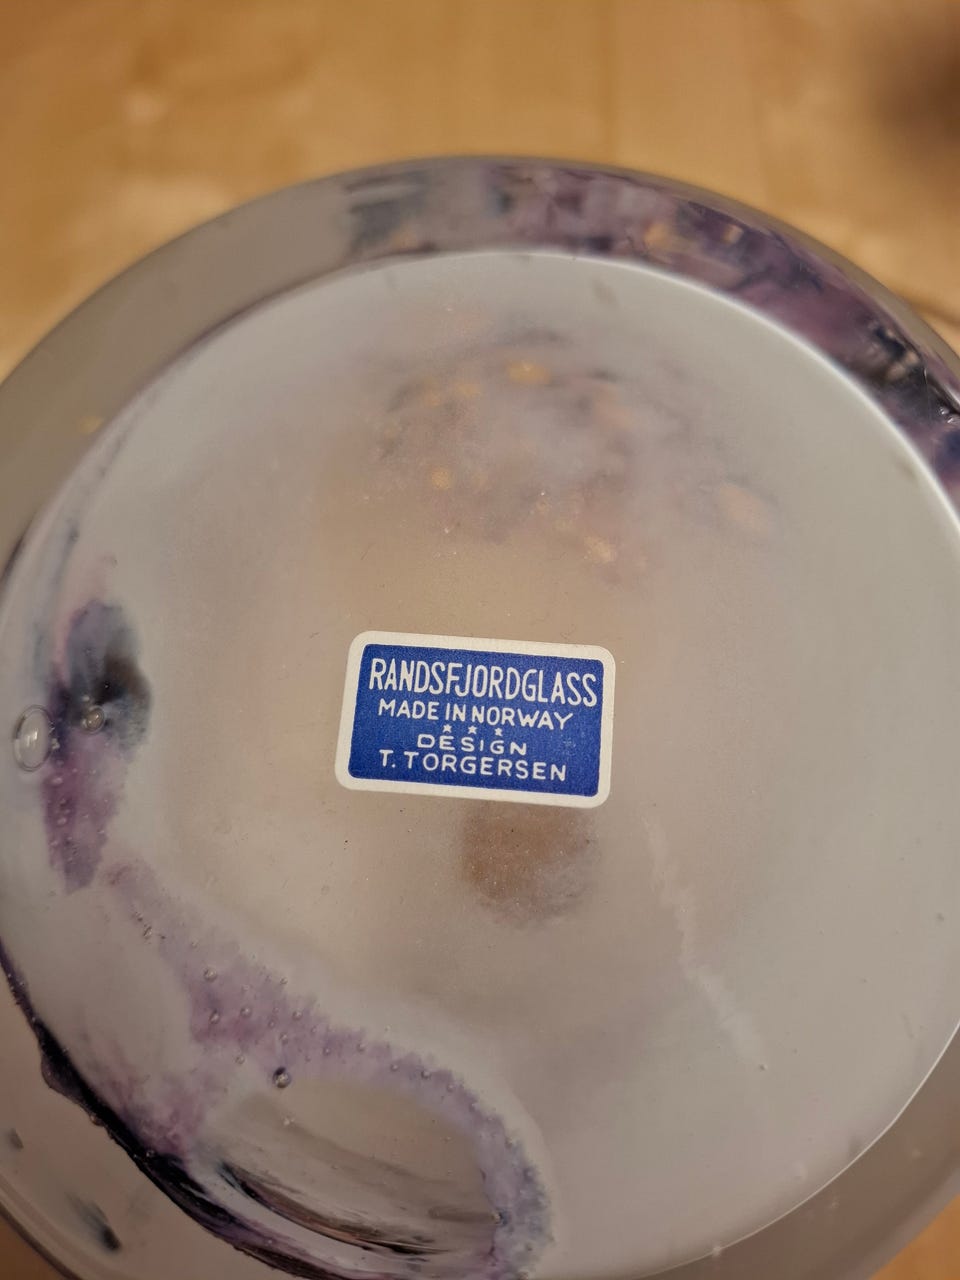 RANDSFJORDGLASS
MADE IN NORWAY
★ ★ ★
DESIGN
T. TORGERSEN